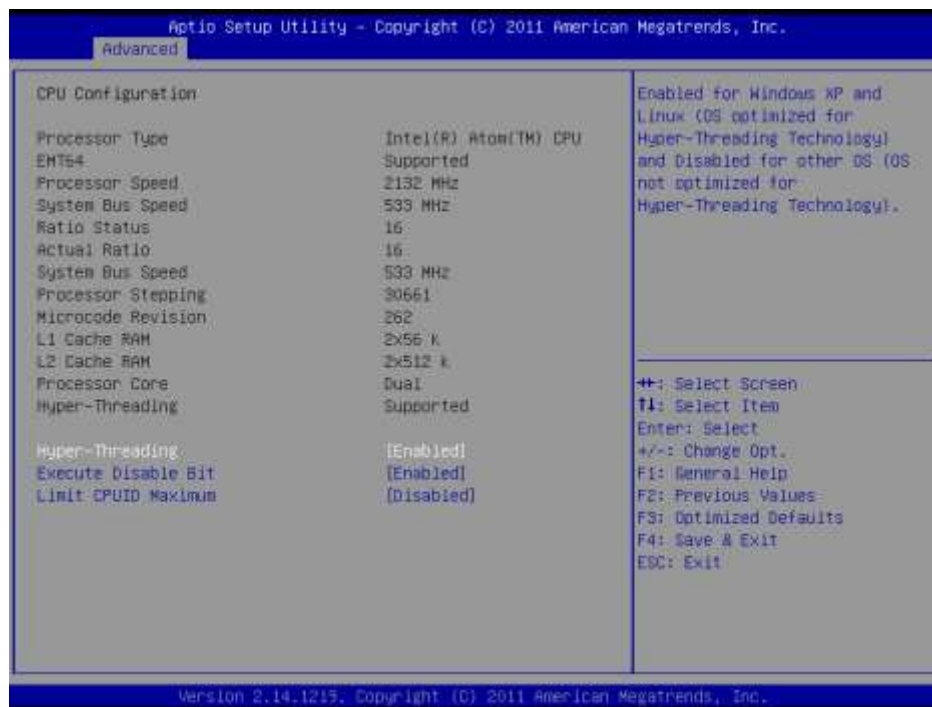 Aptio Setup Utility - Copyright (C) 2011 American Megatrends, Inc.
Advanced
CPU Configuration
Processor Type Intel(R) Atom(TM) CPU
EMT64 Supported
Processor Speed 2132 MHz
System Bus Speed 533 MHz
Ratio Status 16
Actual Ratio 16
System Bus Speed 533 MHz
Processor Stepping 30661
Microcode Revision 262
L1 Cache RAM 2x56 k
L2 Cache RAM 2x512 k
Processor Core Dual
Hyper-Threading Supported
Hyper-Threading [Enabled]
Execute Disable Bit [Enabled]
Limit CPUID Maximum [Disabled]
Enabled for Windows XP and
Linux (OS optimized for
Hyper-Threading Technology)
and Disabled for other OS (OS
not optimized for
Hyper-Threading Technology).
→←: Select Screen
↑↓: Select Item
Enter: Select
+/-: Change Opt.
F1: General Help
F2: Previous Values
F3: Optimized Defaults
F4: Save & Exit
ESC: Exit
Version 2.14.1219. Copyright (C) 2011 American Megatrends, Inc.